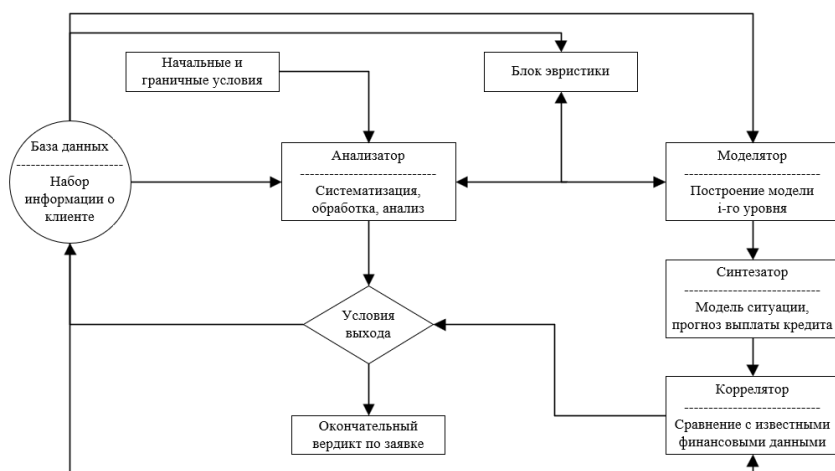 Начальные и
граничные условия
Блок эвристики
База данных
Набор
информации о
клиенте
Анализатор
Систематизация,
обработка, анализ
Моделятор
Построение модели
i-го уровня
Синтезатор
Модель ситуации,
прогноз выплаты кредита
Условия
выхода
Коррелятор
Сравнение с известными
финансовыми данными
Окончательный
вердикт по заявке